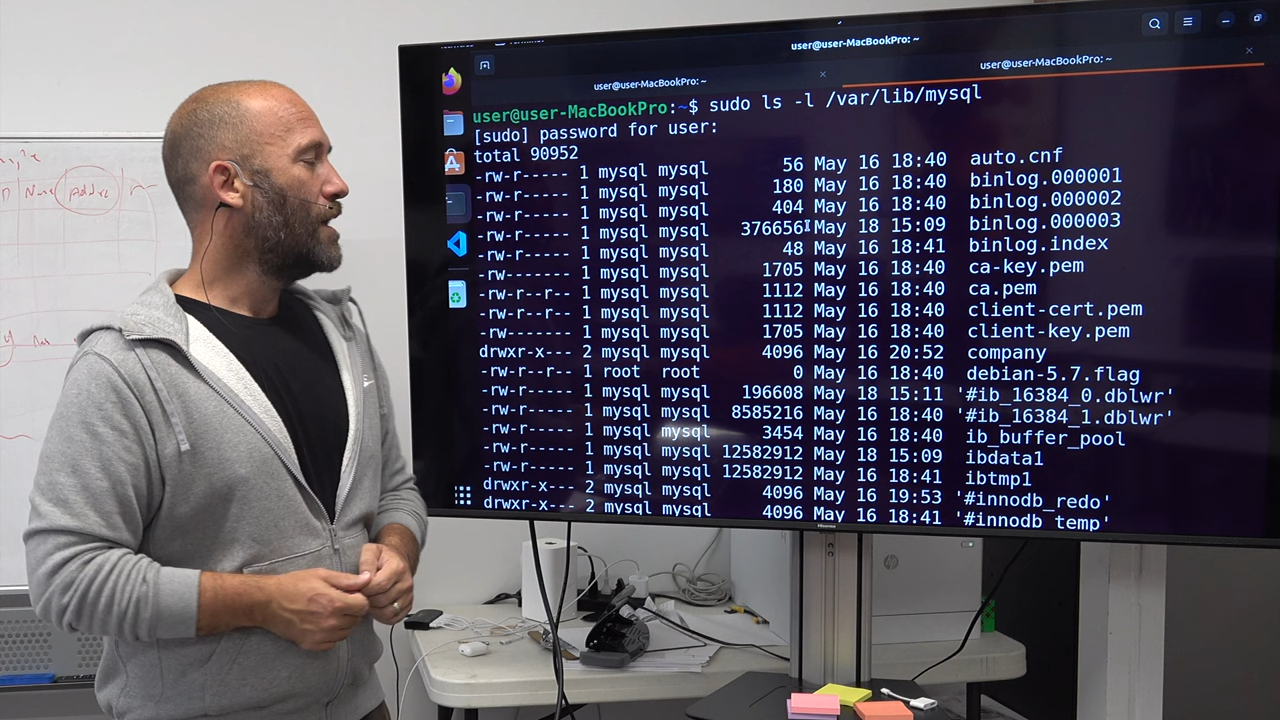 user@user-MacBookPro: ~
user@user-MacBookPro: ~
user@user-MacBookPro: ~
user@user-MacBookPro:~$ sudo ls -l /var/lib/mysql
[sudo] password for user:
total 90952
-rw-r----- 1 mysql mysql 56 May 16 18:40 auto.cnf
-rw-r----- 1 mysql mysql 180 May 16 18:40 binlog.000001
-rw-r----- 1 mysql mysql 404 May 16 18:40 binlog.000002
-rw-r----- 1 mysql mysql 376656 May 18 15:09 binlog.000003
-rw-r----- 1 mysql mysql 48 May 16 18:41 binlog.index
-rw------- 1 mysql mysql 1705 May 16 18:40 ca-key.pem
-rw-r--r-- 1 mysql mysql 1112 May 16 18:40 ca.pem
-rw-r--r-- 1 mysql mysql 1112 May 16 18:40 client-cert.pem
-rw------- 1 mysql mysql 1705 May 16 18:40 client-key.pem
drwxr-x--- 2 mysql mysql 4096 May 16 20:52 company
-rw-r--r-- 1 root root 0 May 16 18:40 debian-5.7.flag
-rw-r----- 1 mysql mysql 196608 May 18 15:11 '#ib_16384_0.dblwr'
-rw-r----- 1 mysql mysql 8585216 May 16 18:40 '#ib_16384_1.dblwr'
-rw-r----- 1 mysql mysql 3454 May 16 18:40 ib_buffer_pool
-rw-r----- 1 mysql mysql 12582912 May 18 15:09 ibdata1
-rw-r----- 1 mysql mysql 12582912 May 16 18:41 ibtmp1
drwxr-x--- 2 mysql mysql 4096 May 16 19:53 '#innodb_redo'
drwxr-x--- 2 mysql mysql 4096 May 16 18:41 '#innodb_temp'
Hisense
hp